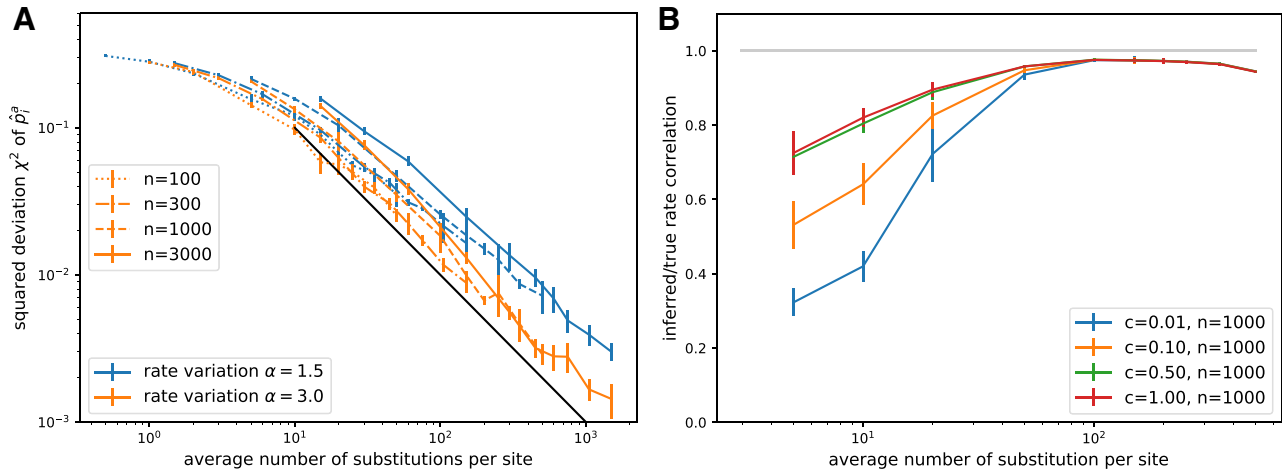 A
squared deviation χ² of p̂ᵢᵃ
10⁻¹
10⁻²
10⁻³
n=100
n=300
n=1000
n=3000
rate variation α = 1.5
rate variation α = 3.0
10⁰ 10¹ 10² 10³
average number of substitutions per site
B
inferred/true rate correlation
1.0
0.8
0.6
0.4
0.2
0.0
c=0.01, n=1000
c=0.10, n=1000
c=0.50, n=1000
c=1.00, n=1000
10¹ 10²
average number of substitution per site